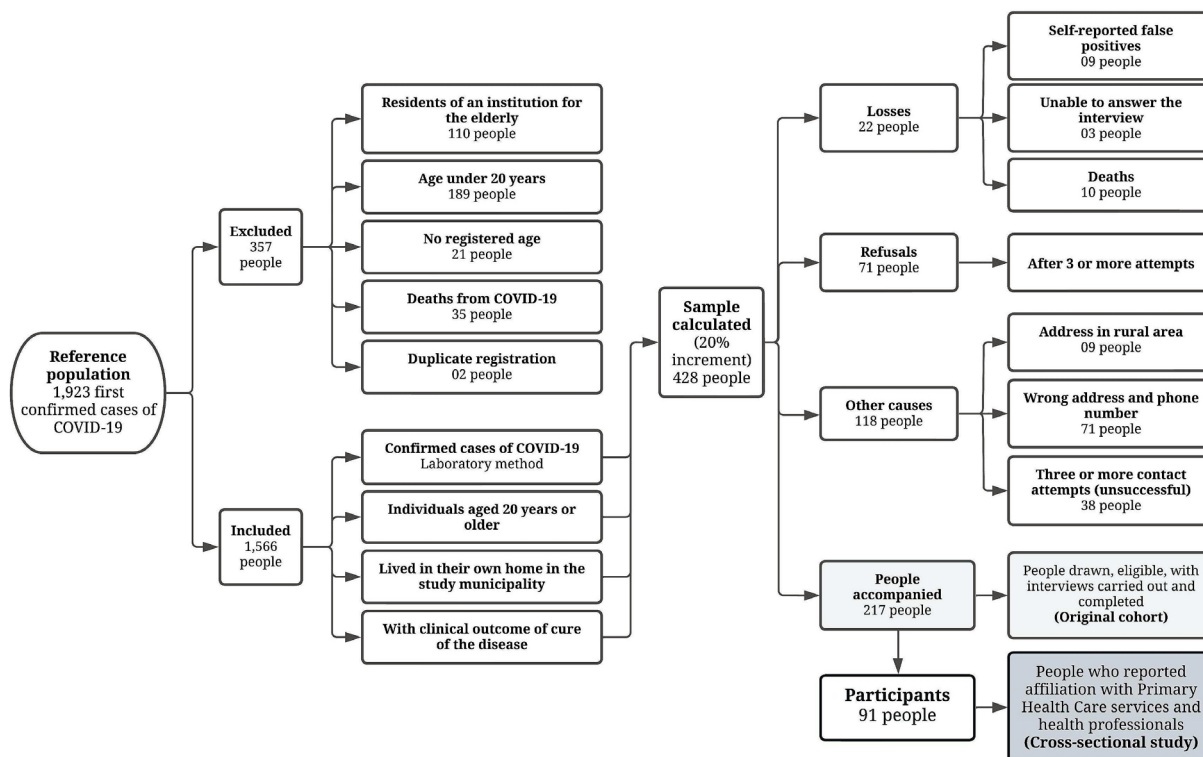 Reference
population
1,923 first
confirmed cases of
COVID-19
Excluded
357
people
Residents of an institution for
the elderly
110 people
Age under 20 years
189 people
No registered age
21 people
Deaths from COVID-19
35 people
Duplicate registration
02 people
Included
1,566
people
Confirmed cases of COVID-19
Laboratory method
Individuals aged 20 years or
older
Lived in their own home in the
study municipality
With clinical outcome of cure
of the disease
Sample
calculated
(20%
increment)
428 people
Losses
22 people
Self-reported false
positives
09 people
Unable to answer the
interview
03 people
Deaths
10 people
Refusals
71 people
After 3 or more attempts
Other causes
118 people
Address in rural area
09 people
Wrong address and phone
number
71 people
Three or more contact
attempts (unsuccessful)
38 people
People
accompanied
217 people
People drawn, eligible, with
interviews carried out and
completed
(Original cohort)
Participants
91 people
People who reported
affiliation with Primary
Health Care services and
health professionals
(Cross-sectional study)